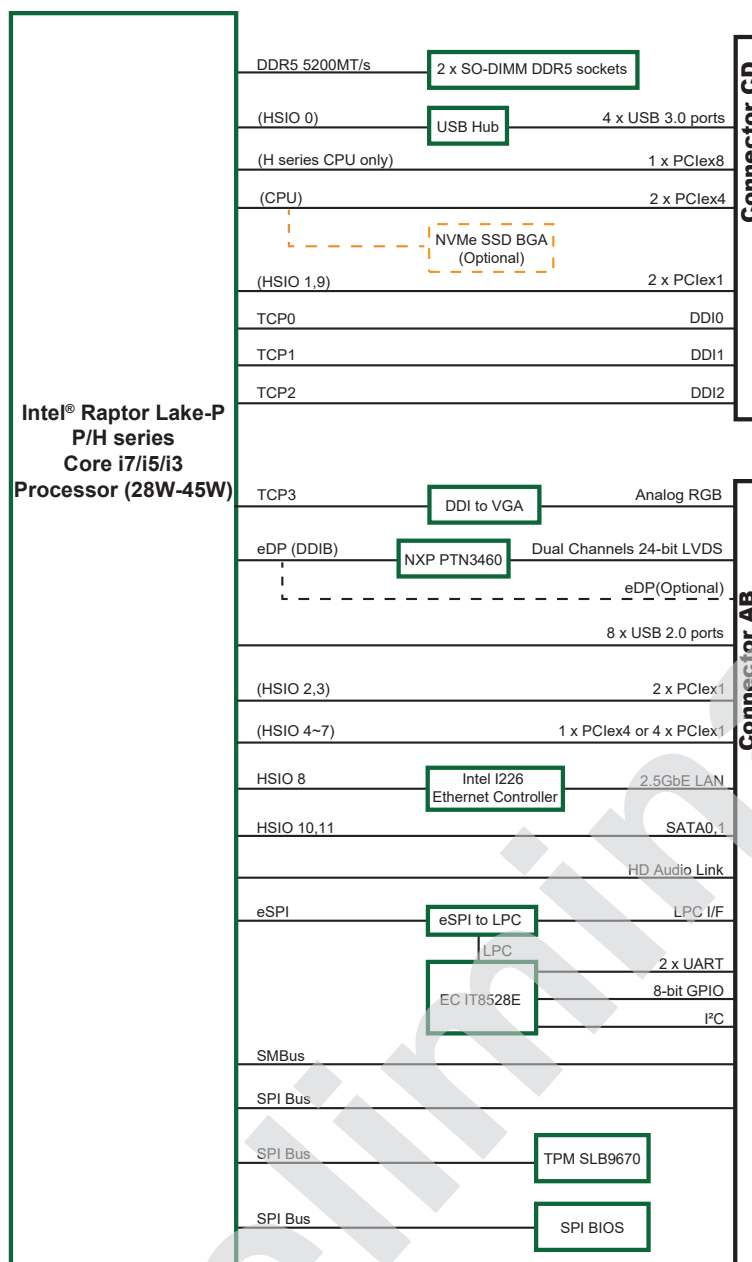 Intel® Raptor Lake-P
P/H series
Core i7/i5/i3
Processor (28W-45W)
DDR5 5200MT/s
2 x SO-DIMM DDR5 sockets
(HSIO 0)
USB Hub
4 x USB 3.0 ports
(H series CPU only)
1 x PCIex8
(CPU)
2 x PCIex4
NVMe SSD BGA
(Optional)
(HSIO 1,9)
2 x PCIex1
TCP0
DDI0
TCP1
DDI1
TCP2
DDI2
Connector CD
TCP3
DDI to VGA
Analog RGB
eDP (DDIB)
NXP PTN3460
Dual Channels 24-bit LVDS
eDP(Optional)
8 x USB 2.0 ports
(HSIO 2,3)
2 x PCIex1
(HSIO 4~7)
1 x PCIex4 or 4 x PCIex1
HSIO 8
Intel I226
Ethernet Controller
2.5GbE LAN
HSIO 10,11
SATA0,1
HD Audio Link
eSPI
eSPI to LPC
LPC I/F
LPC
EC IT8528E
2 x UART
8-bit GPIO
I²C
SMBus
SPI Bus
SPI Bus
TPM SLB9670
SPI Bus
SPI BIOS
Connector AB